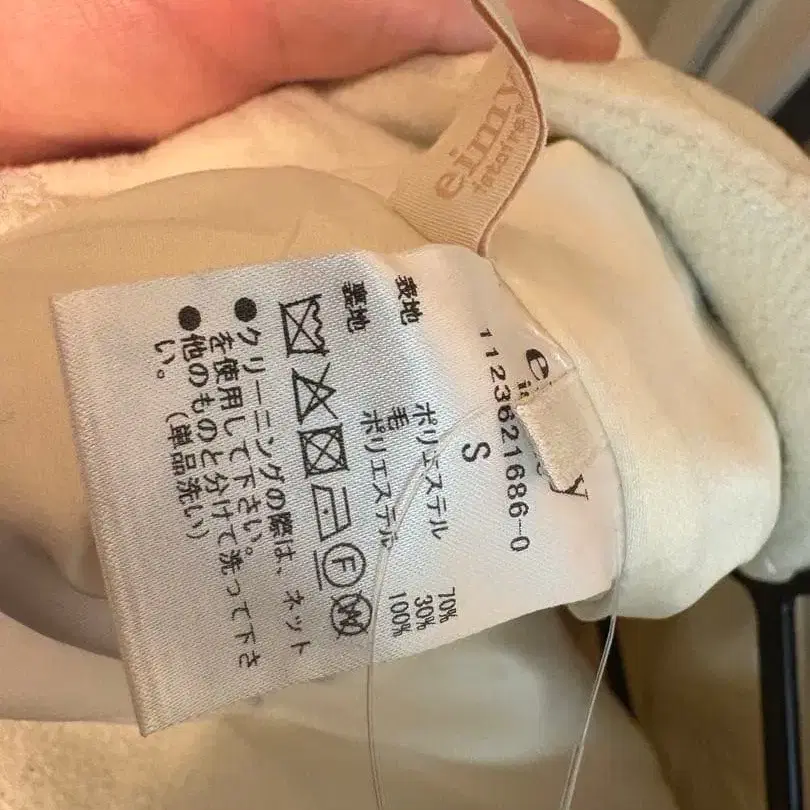 eimy
1123621686-0
S
表地 ポリエステル 70%
毛 30%
裏地 ポリエステル 100%
F W
●クリーニングの際は、ネット
を使用して下さい。
●他のものと分けて洗って下さ
い。(単品洗い)